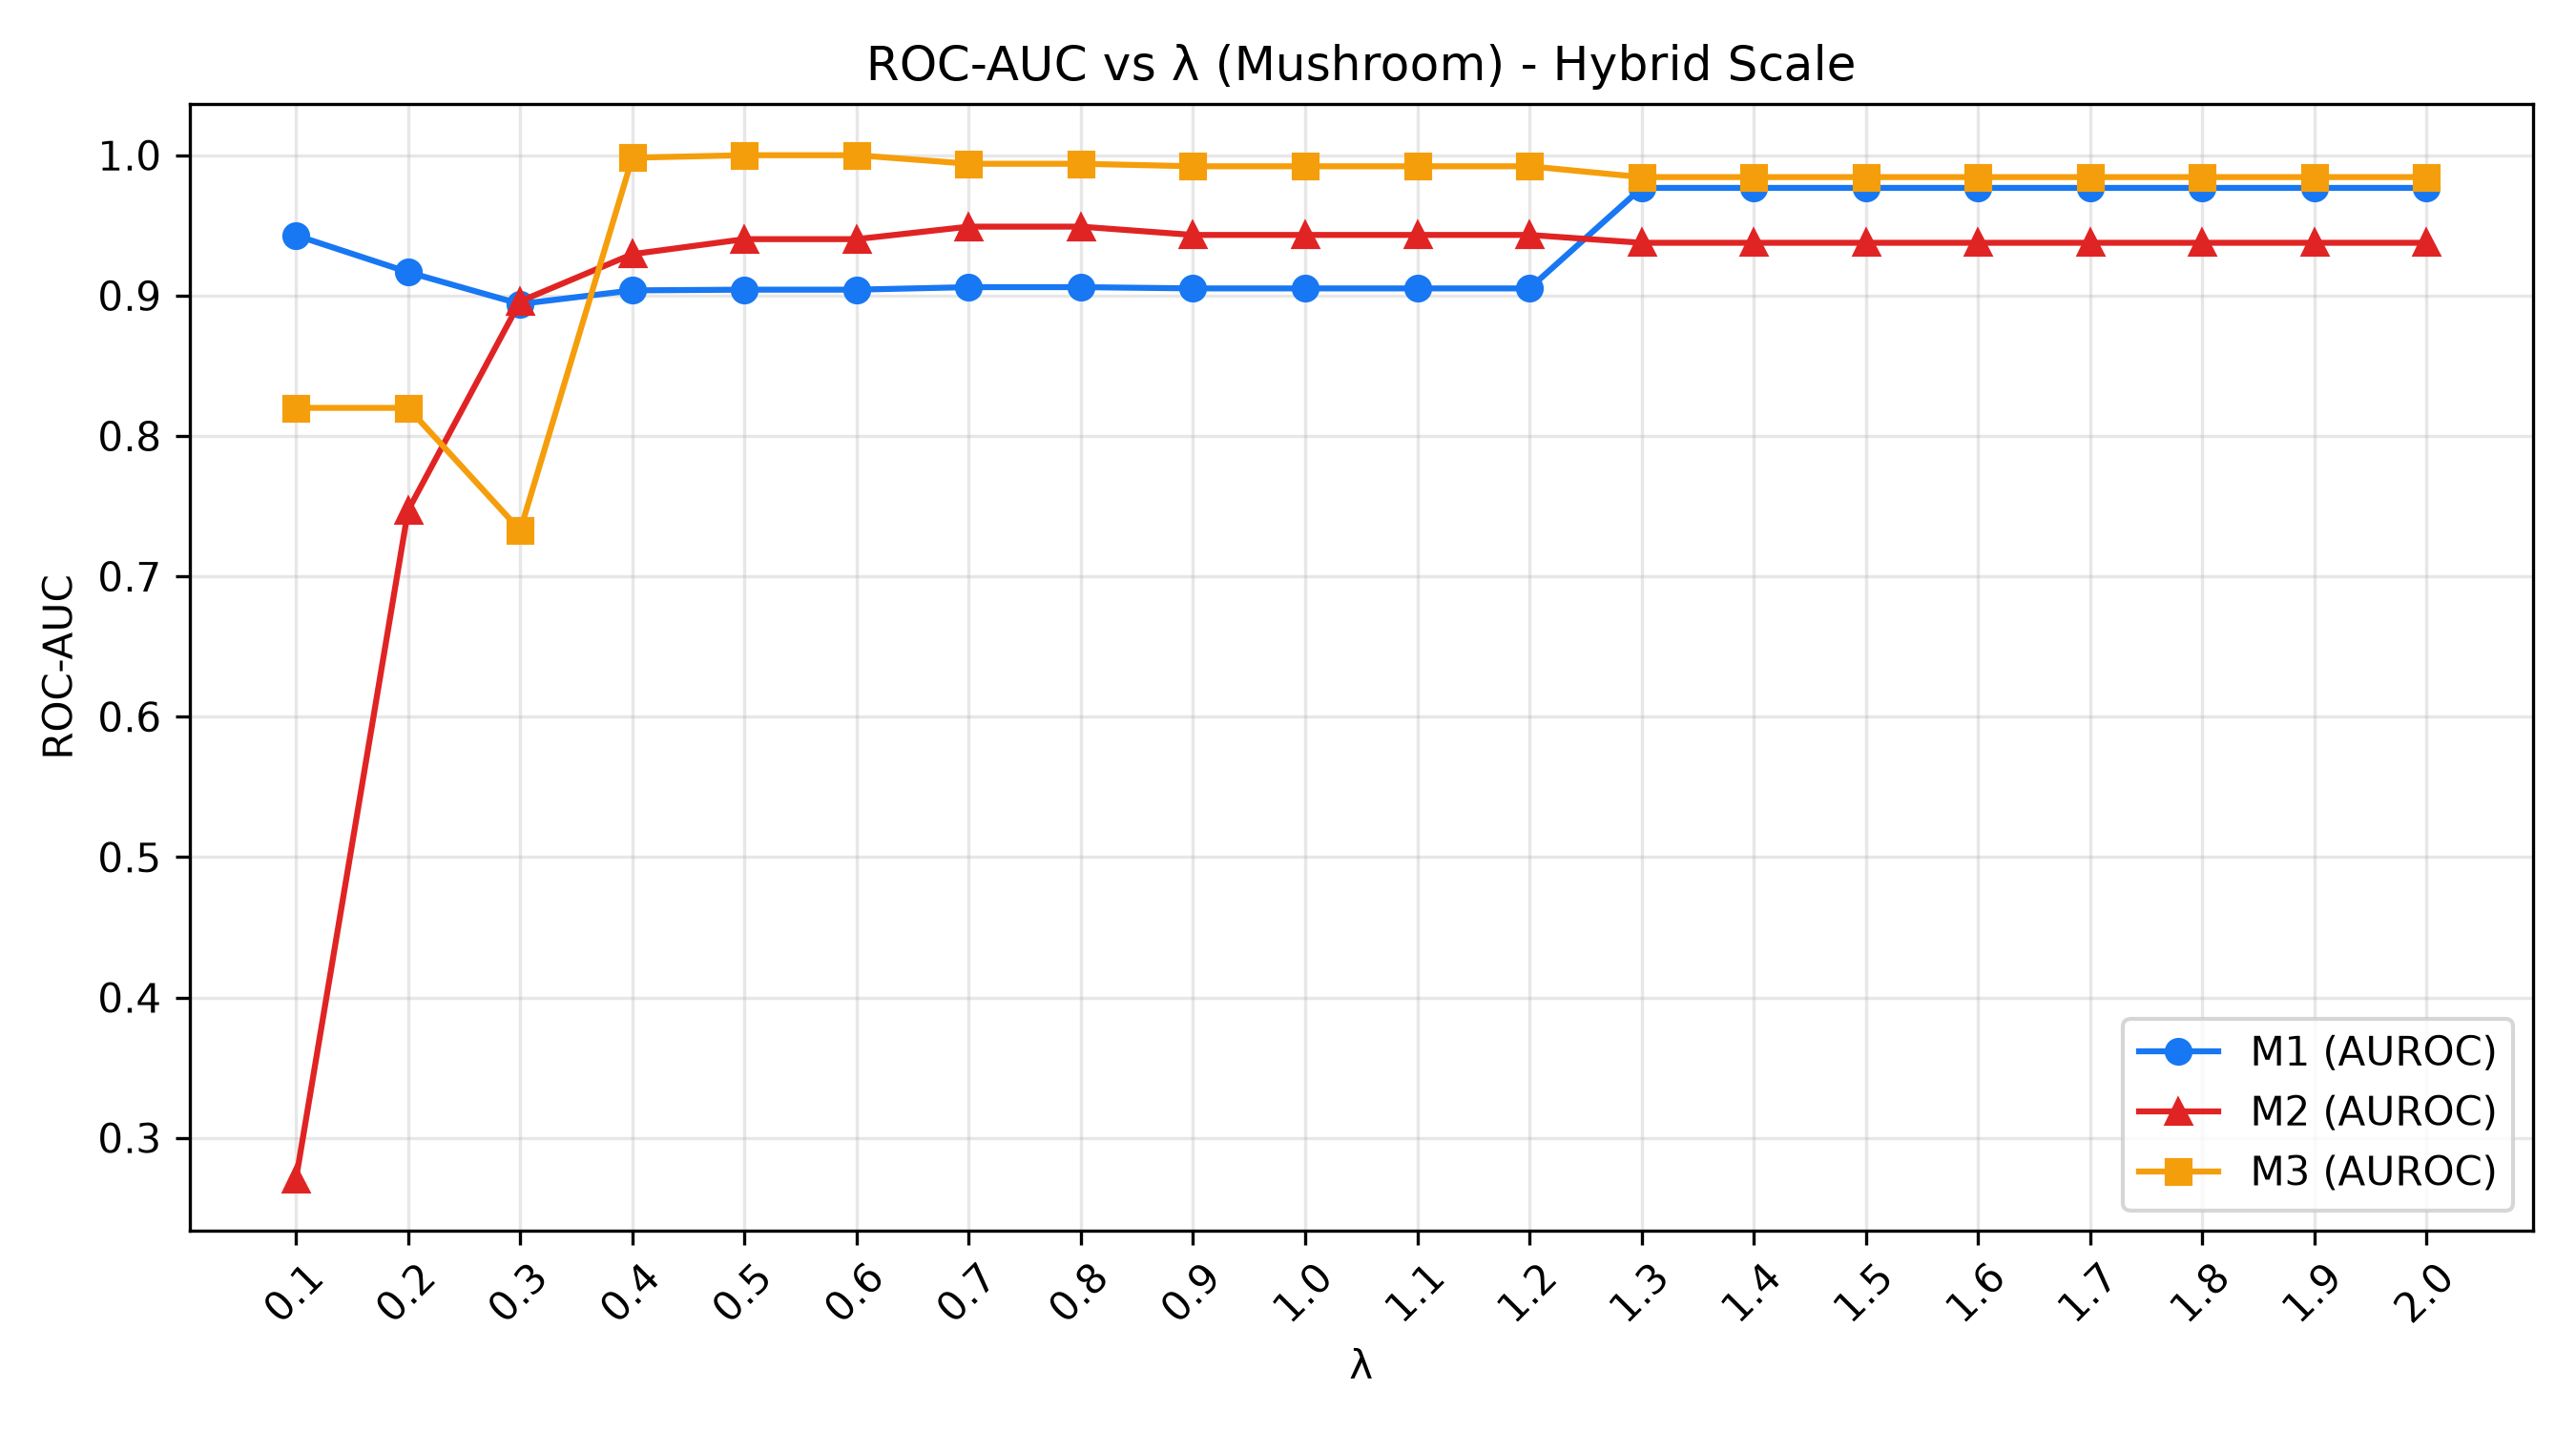 ROC-AUC vs λ (Mushroom) - Hybrid Scale
ROC-AUC
1.0
0.9
0.8
0.7
0.6
0.5
0.4
0.3
M1 (AUROC)
M2 (AUROC)
M3 (AUROC)
0.1 0.2 0.3 0.4 0.5 0.6 0.7 0.8 0.9 1.0 1.1 1.2 1.3 1.4 1.5 1.6 1.7 1.8 1.9 2.0
λ